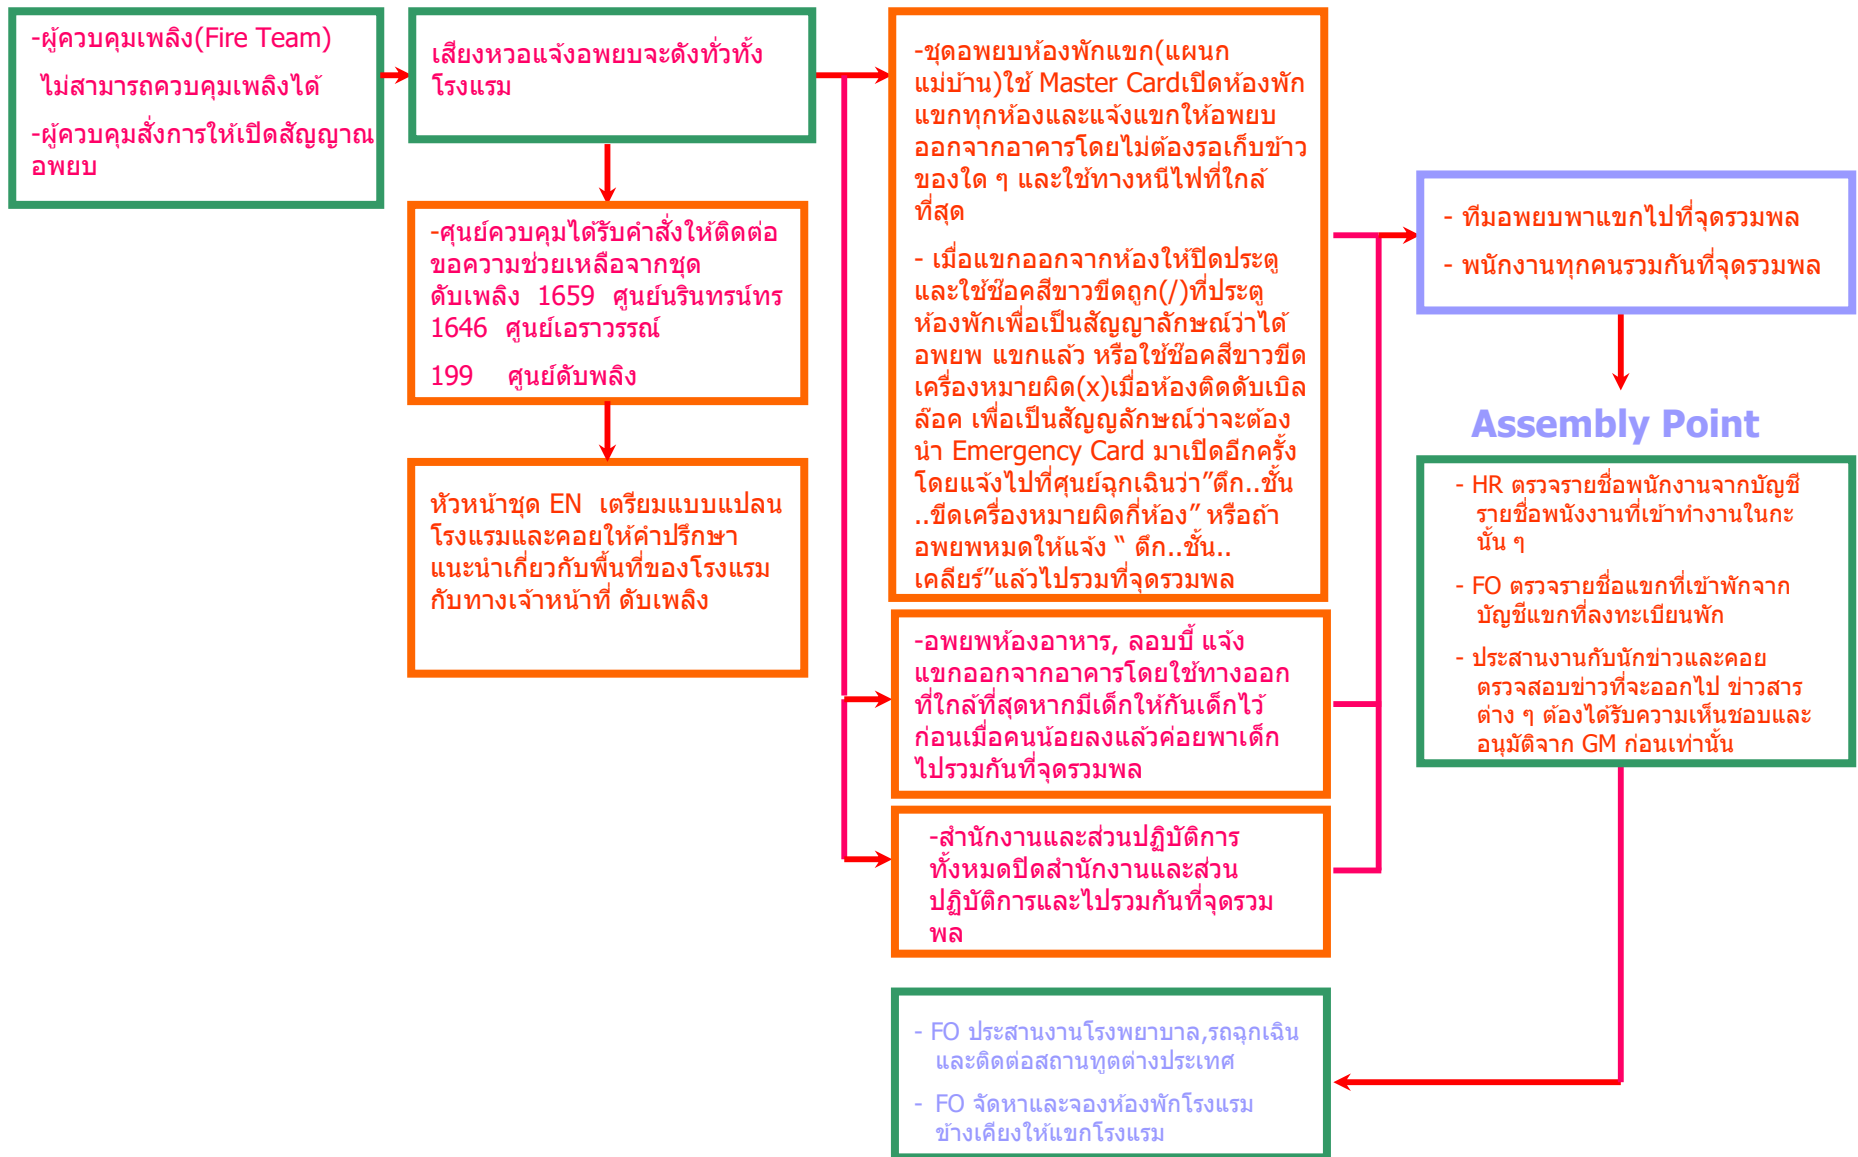 -ผู้ควบคุมเพลิง(Fire Team)
ไม่สามารถควบคุมเพลิงได้
-ผู้ควบคุมสั่งการให้เปิดสัญญาณ
อพยบ
เสียงหวอแจ้งอพยบจะดังทั่วทั้ง
โรงแรม
-ศุนย์ควบคุมได้รับคำสั่งให้ติดต่อ
ขอความช่วยเหลือจากชุด
ดับเพลิง 1659 ศูนย์นรินทรน์ทร
1646 ศูนย์เอราวรรณ์
199 ศูนย์ดับพลิง
หัวหน้าชุด EN เตรียมแบบแปลน
โรงแรมและคอยให้คำปรึกษา
แนะนำเกี่ยวกับพื้นที่ของโรงแรม
กับทางเจ้าหน้าที่ ดับเพลิง
-ชุดอพยบห้องพักแขก(แผนก
แม่บ้าน)ใช้ Master Cardเปิดห้องพัก
แขกทุกห้องและแจ้งแขกให้อพยบ
ออกจากอาคารโดยไม่ต้องรอเก็บข้าว
ของใด ๆ และใช้ทางหนีไฟที่ใกล้
ที่สุด
- เมื่อแขกออกจากห้องให้ปิดประตู
และใช้ช๊อคสีขาวขีดถูก(/)ที่ประตู
ห้องพักเพื่อเป็นสัญญาลักษณ์ว่าได้
อพยพ แขกแล้ว หรือใช้ช๊อคสีขาวขีด
เครื่องหมายผิด(x)เมื่อห้องติดดับเบิล
ล๊อค เพื่อเป็นสัญญลักษณ์ว่าจะต้อง
นำ Emergency Card มาเปิดอีกครั้ง
โดยแจ้งไปที่ศุนย์ฉุกเฉินว่า”ตึก..ชั้น
..ขีดเครื่องหมายผิดกี่ห้อง” หรือถ้า
อพยพหมดให้แจ้ง “ ตึก..ชั้น..
เคลียร์”แล้วไปรวมที่จุดรวมพล
-อพยพห้องอาหาร, ลอบบี้ แจ้ง
แขกออกจากอาคารโดยใช้ทางออก
ที่ใกล้ที่สุดหากมีเด็กให้กันเด็กไว้
ก่อนเมื่อคนน้อยลงแล้วค่อยพาเด็ก
ไปรวมกันที่จุดรวมพล
-สำนักงานและส่วนปฏิบัติการ
ทั้งหมดปิดสำนักงานและส่วน
ปฏิบัติการและไปรวมกันที่จุดรวม
พล
- ทีมอพยบพาแขกไปที่จุดรวมพล
- พนักงานทุกคนรวมกันที่จุดรวมพล
Assembly Point
- HR ตรวจรายชื่อพนักงานจากบัญชี
รายชื่อพนังงานที่เข้าทำงานในกะ
นั้น ๆ
- FO ตรวจรายชื่อแขกที่เข้าพักจาก
บัญชีแขกที่ลงทะเบียนพัก
- ประสานงานกับนักข่าวและคอย
ตรวจสอบข่าวที่จะออกไป ข่าวสาร
ต่าง ๆ ต้องได้รับความเห็นชอบและ
อนุมัติจาก GM ก่อนเท่านั้น
- FO ประสานงานโรงพยาบาล,รถฉุกเฉิน
และติดต่อสถานทูตต่างประเทศ
- FO จัดหาและจองห้องพักโรงแรม
ข้างเคียงให้แขกโรงแรม